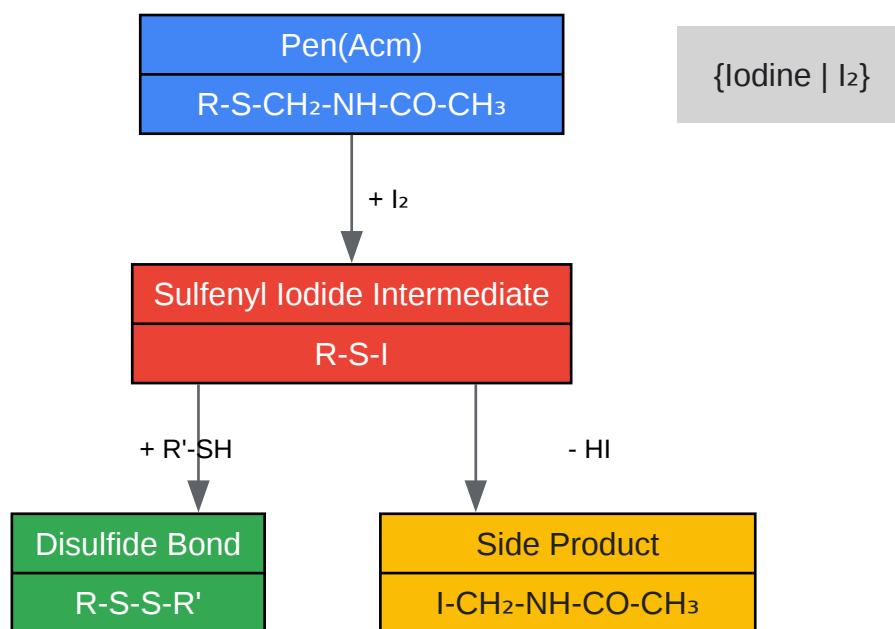 Pen(Acm)
R-S-CH₂-NH-CO-CH₃
{Iodine | I₂}
+ I₂
Sulfenyl Iodide Intermediate
R-S-I
+ R'-SH
- HI
Disulfide Bond
R-S-S-R'
Side Product
I-CH₂-NH-CO-CH₃